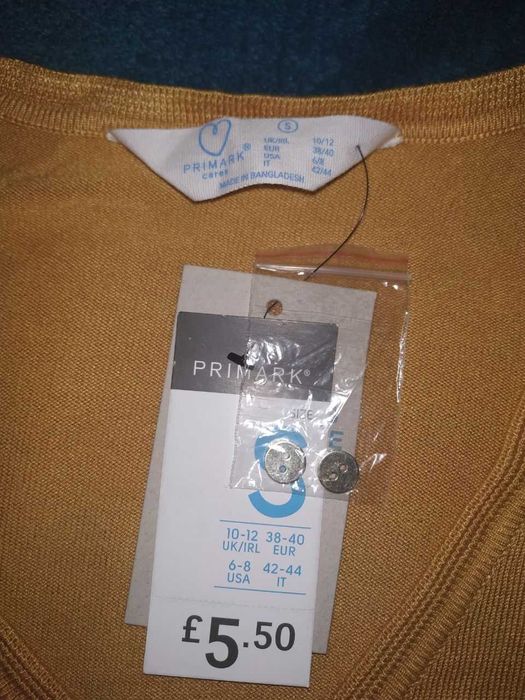 S
PRIMARK®
cares
UK/IRL 10/12
EUR 38/40
USA 6/8
IT 42/44
MADE IN BANGLADESH
PRIMARK®
SIZE
S
10-12 38-40
UK/IRL EUR
6-8 42-44
USA IT
£5.50